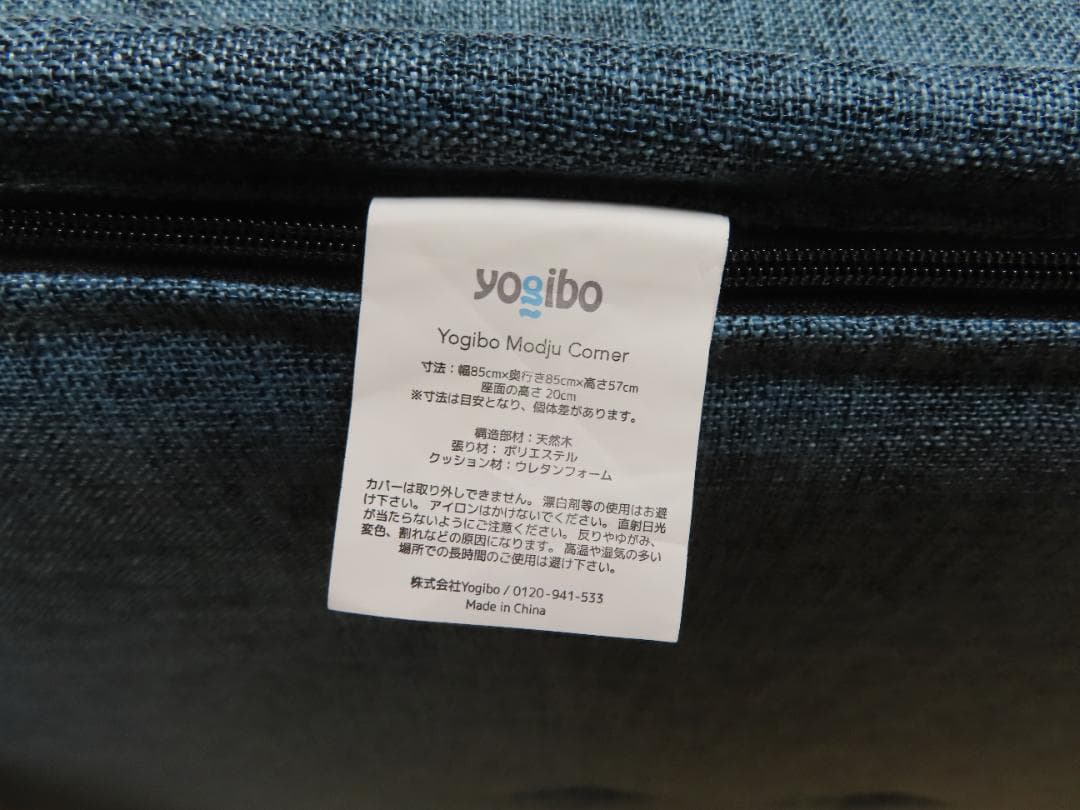 yogibo
Yogibo Modju Corner
寸法：幅85cm×奥行き85cm×高さ57cm
座面の高さ 20cm
※寸法は目安となり、個体差があります。
構造部材：天然木
張り材： ポリエステル
クッション材：ウレタンフォーム
カバーは取り外しできません。 漂白剤等の使用はお避
け下さい。 アイロンはかけないでください。 直射日光
が当たらないようにご注意ください。 反りやゆがみ、
変色、割れなどの原因になります。 高温や湿気の多い
場所での長時間のご使用は避け下さい。
株式会社Yogibo / 0120-941-533
Made in China